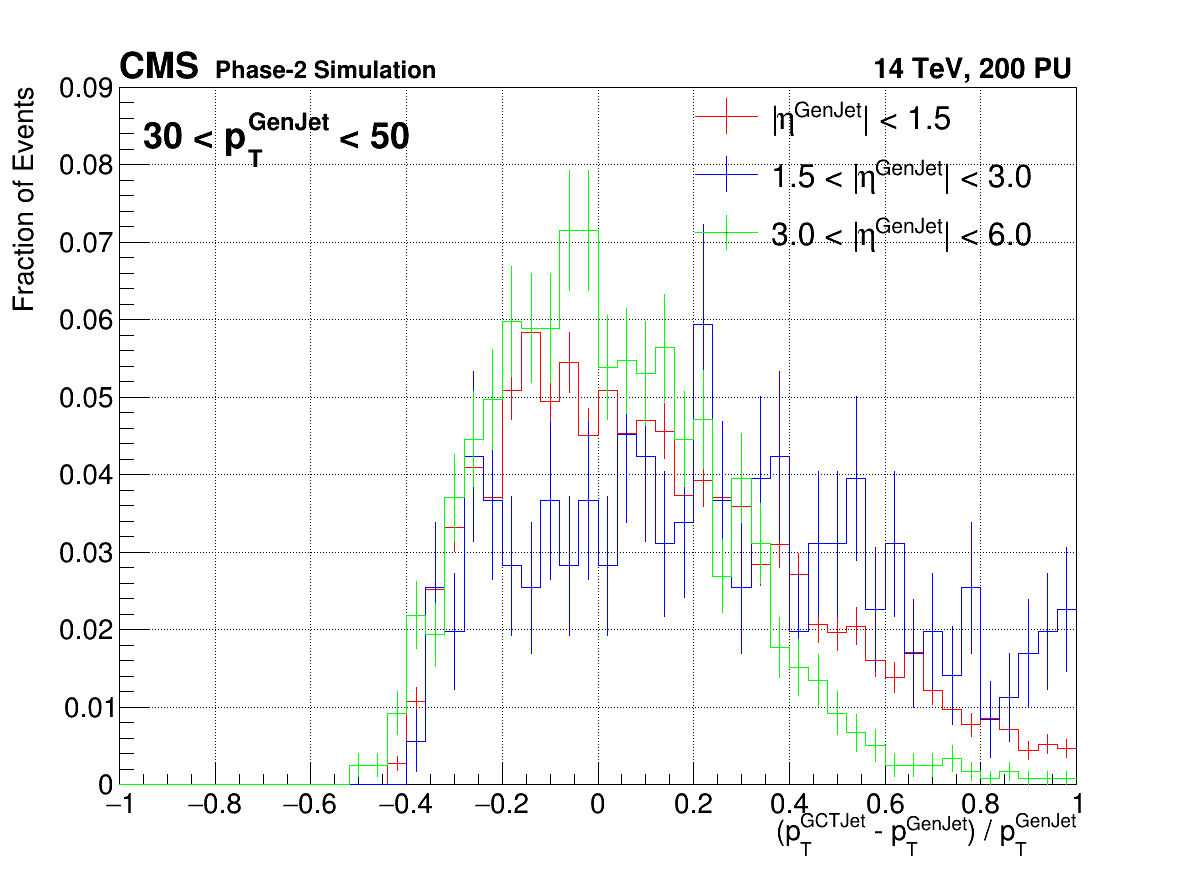 CMS Phase-2 Simulation 14 TeV, 200 PU
Fraction of Events
30 < p_T^GenJet < 50
|η^GenJet| < 1.5
1.5 < |η^GenJet| < 3.0
3.0 < |η^GenJet| < 6.0
0.09
0.08
0.07
0.06
0.05
0.04
0.03
0.02
0.01
0
−1 −0.8 −0.6 −0.4 −0.2 0 0.2 0.4 0.6 0.8 1
(p_T^GCTJet - p_T^GenJet) / p_T^GenJet